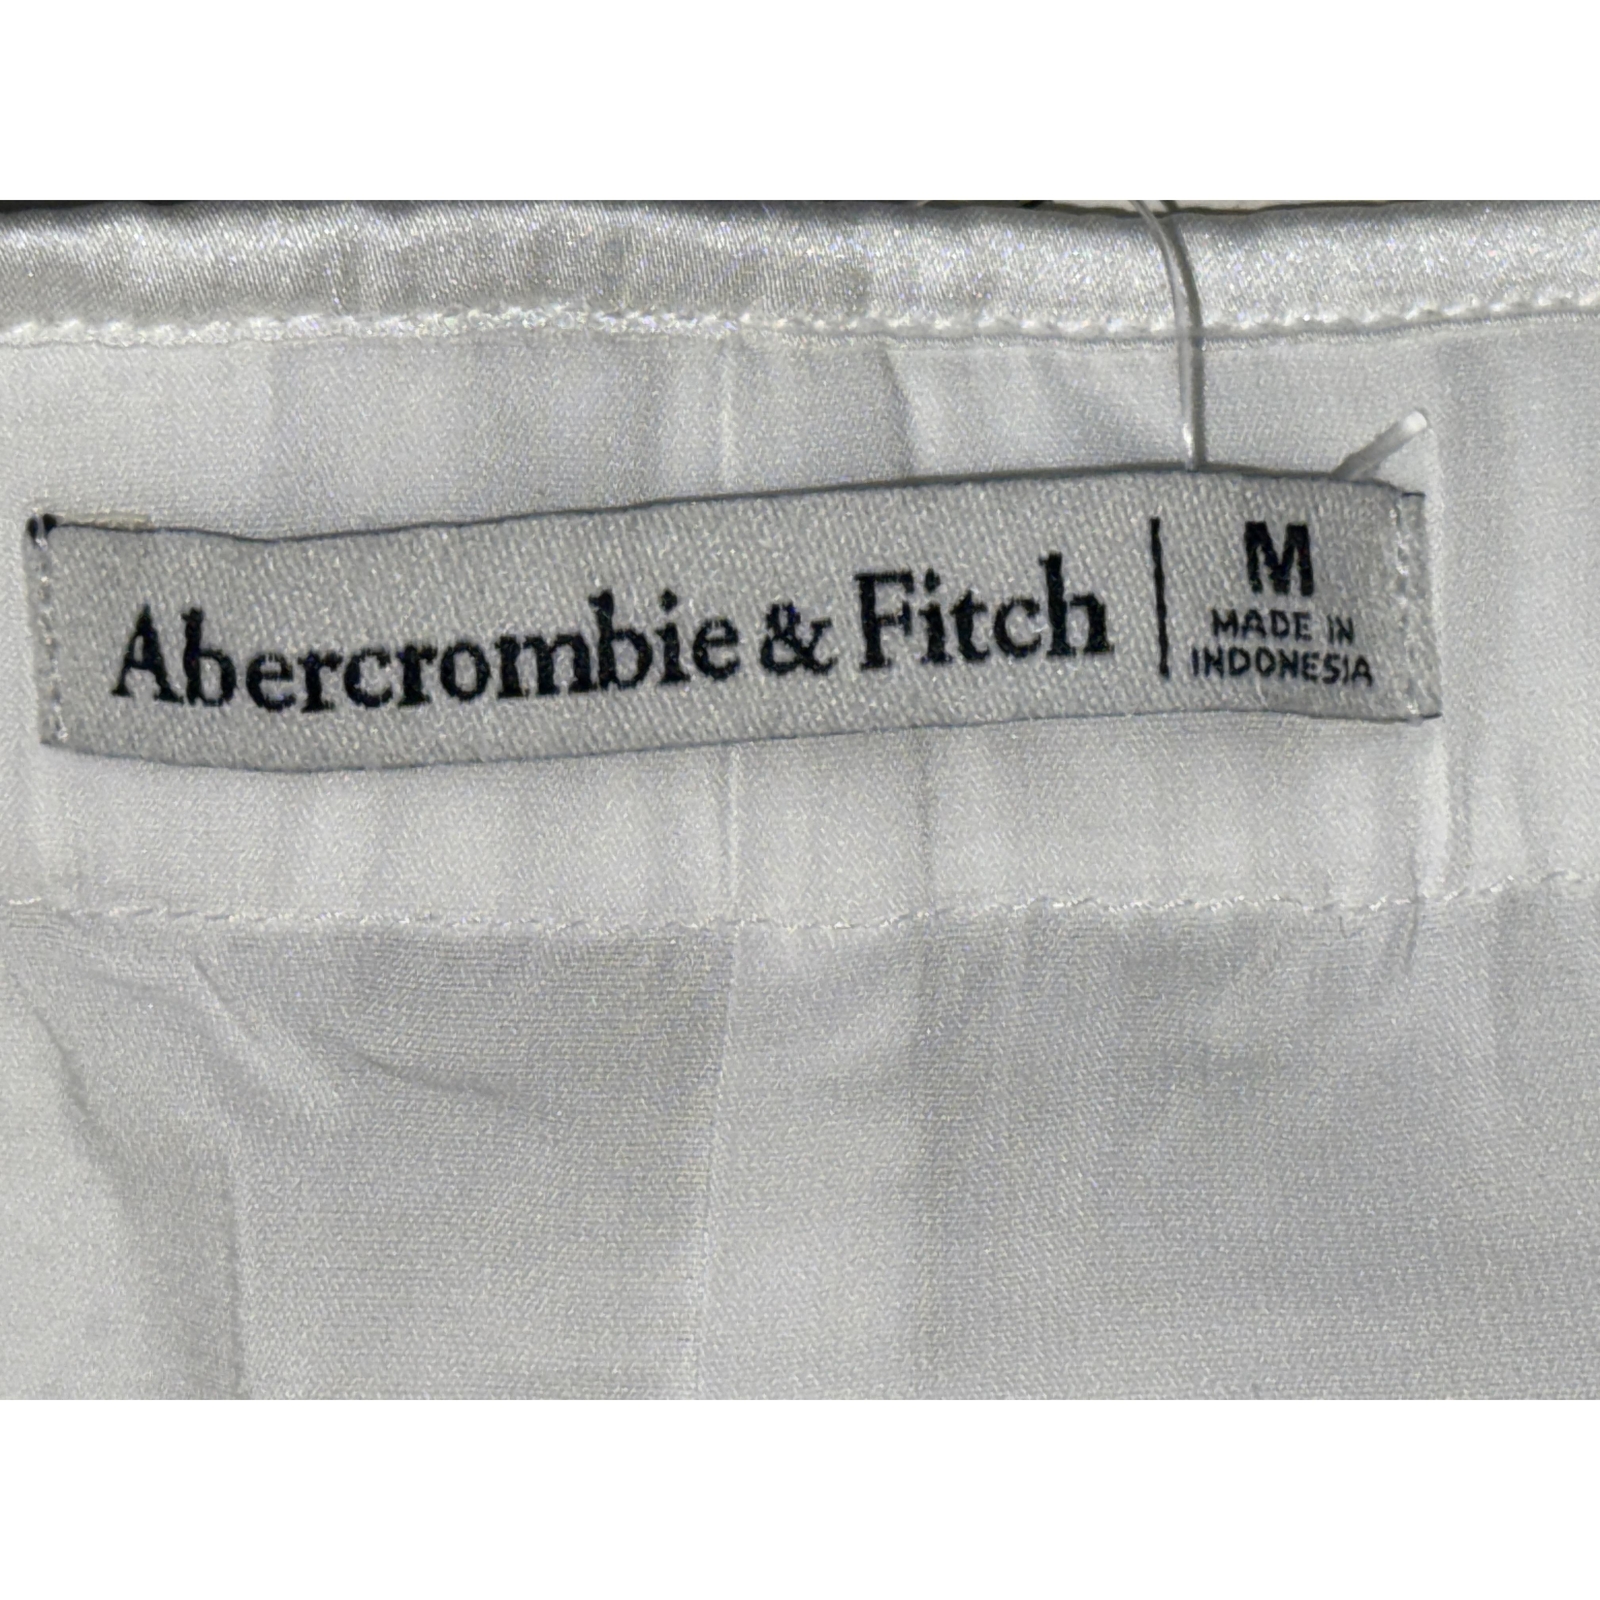 Abercrombie & Fitch
M
MADE IN
INDONESIA